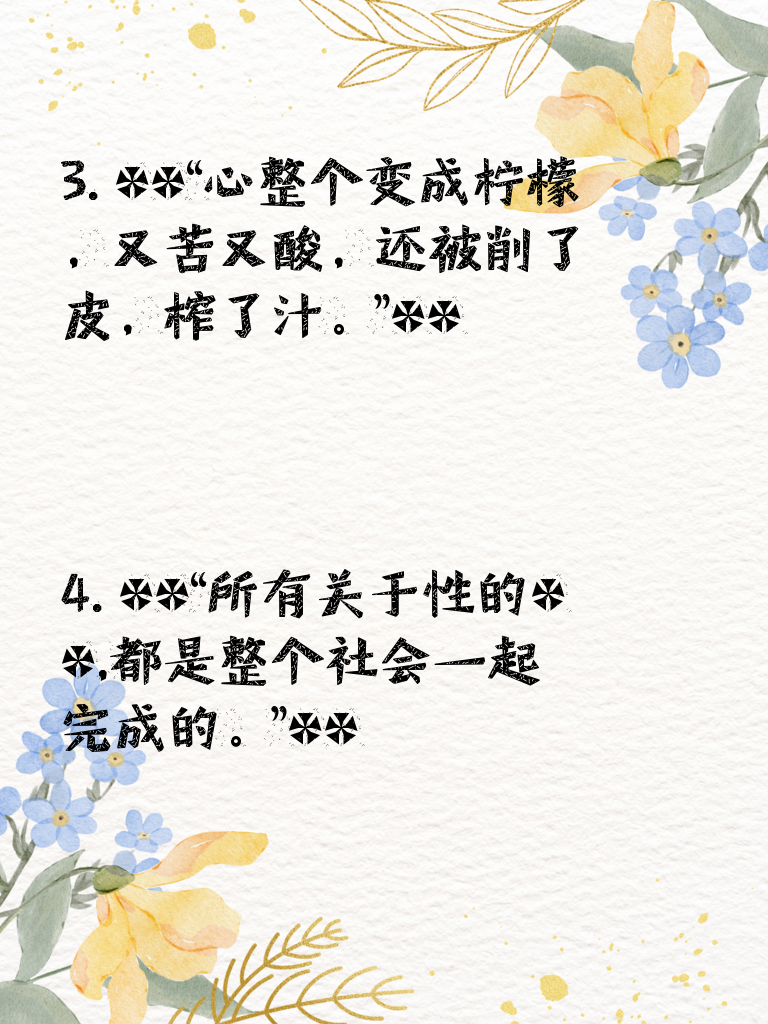 3. **“心整个变成柠檬
，又苦又酸，还被削了
皮，榨了汁。”**
4. **“所有关于性的*
*,都是整个社会一起
完成的。”**